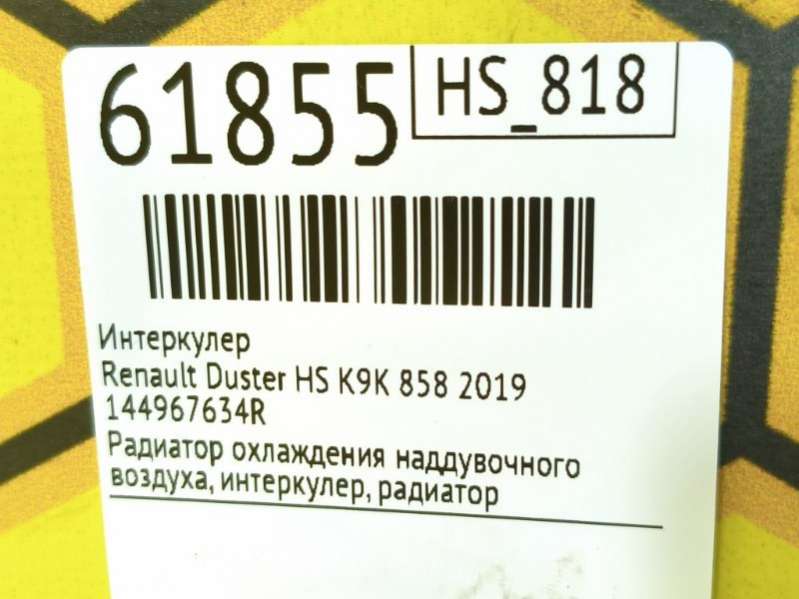 61855 HS_818
Интеркулер
Renault Duster HS K9K 858 2019
144967634R
Радиатор охлаждения наддувочного
воздуха, интеркулер, радиатор